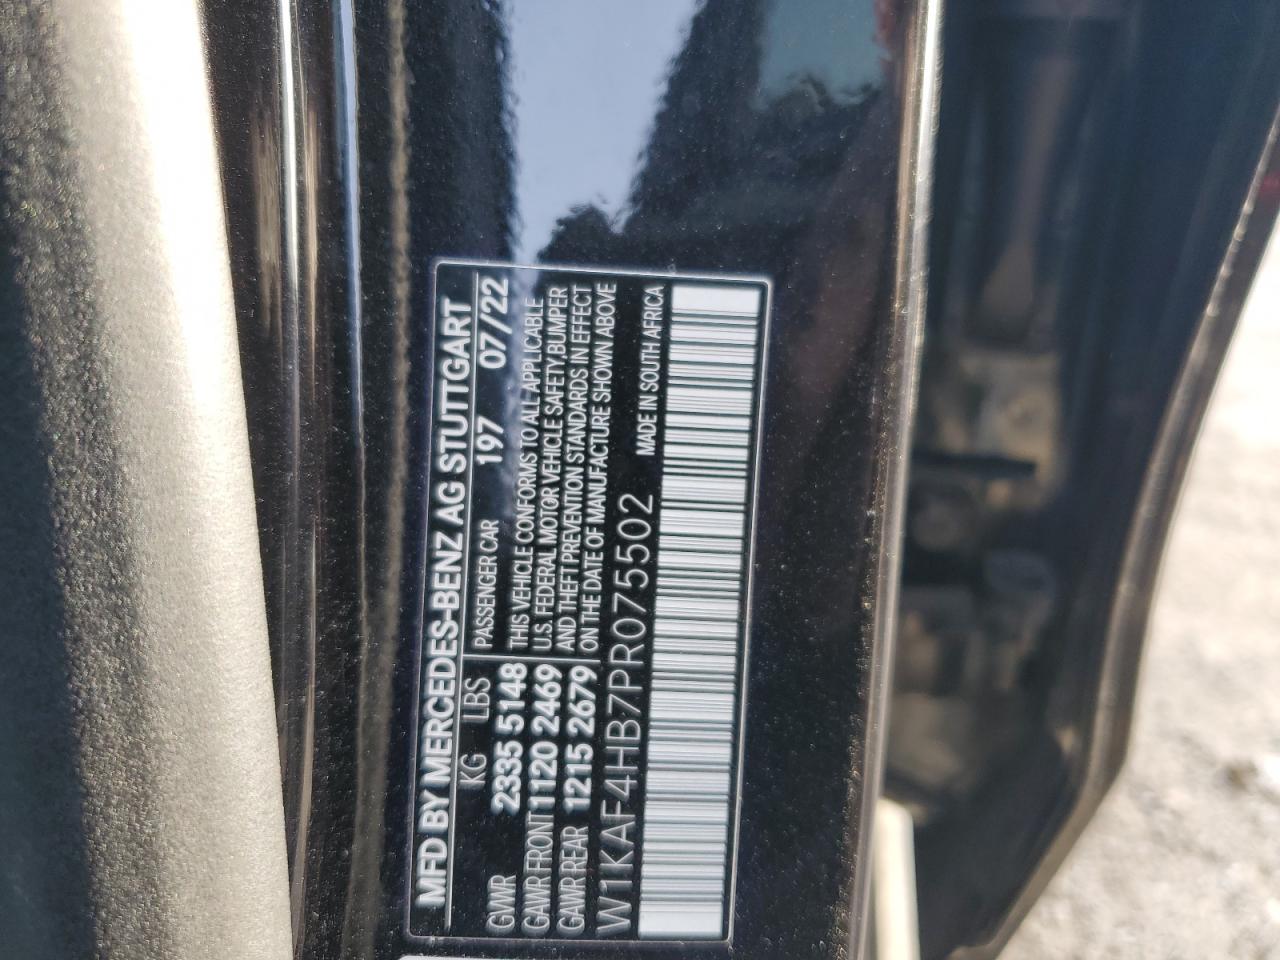 MFD BY MERCEDES-BENZ AG STUTTGART
KG LBS PASSENGER CAR 197 07/22
GVWR 2335 5148 THIS VEHICLE CONFORMS TO ALL APPLICABLE
GAWR FRONT 1120 2469 U.S. FEDERAL MOTOR VEHICLE SAFETY,BUMPER
GAWR REAR 1215 2679 AND THEFT PREVENTION STANDARDS IN EFFECT
ON THE DATE OF MANUFACTURE SHOWN ABOVE
W1KAF4HB7PR075502 MADE IN SOUTH AFRICA